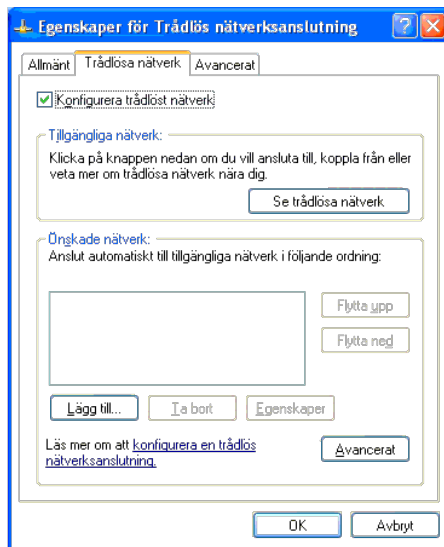 Egenskaper för Trådlös nätverksanslutning
Allmänt Trådlösa nätverk Avancerat
Konfigurera trådlöst nätverk
Tillgängliga nätverk:
Klicka på knappen nedan om du vill ansluta till, koppla från eller
veta mer om trådlösa nätverk nära dig.
Se trådlösa nätverk
Önskade nätverk:
Anslut automatiskt till tillgängliga nätverk i följande ordning:
Flytta upp
Flytta ned
Lägg till... Ta bort Egenskaper
Läs mer om att konfigurera en trådlös
nätverksanslutning.
Avancerat
OK Avbryt